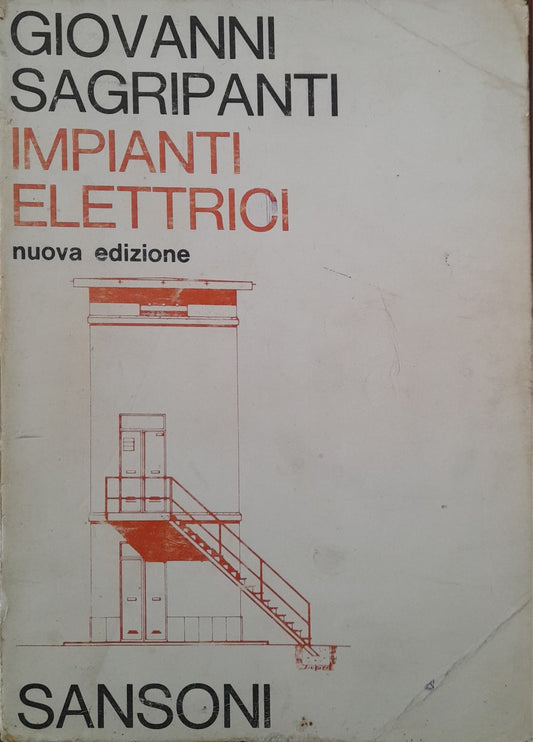 GIOVANNI
SAGRIPANTI
IMPIANTI
ELETTRICI
nuova edizione
SANSONI